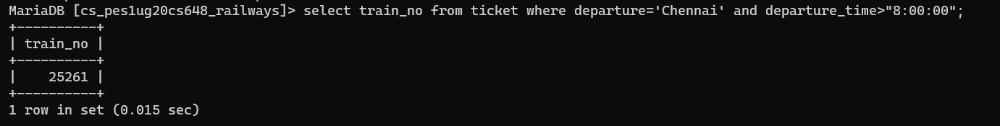 MariaDB [cs_pes1ug20cs648_railways]> select train_no from ticket where departure='Chennai' and departure_time>"8:00:00";
+----------+
| train_no |
+----------+
|    25261 |
+----------+
1 row in set (0.015 sec)